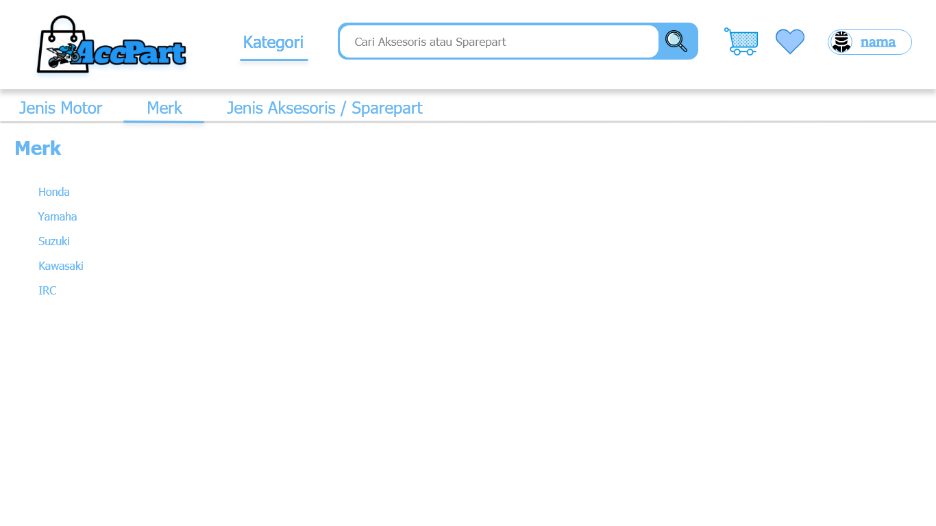 AccPart
Kategori
Cari Aksesoris atau Sparepart
nama
Jenis Motor
Merk
Jenis Aksesoris / Sparepart
Merk
Honda
Yamaha
Suzuki
Kawasaki
IRC